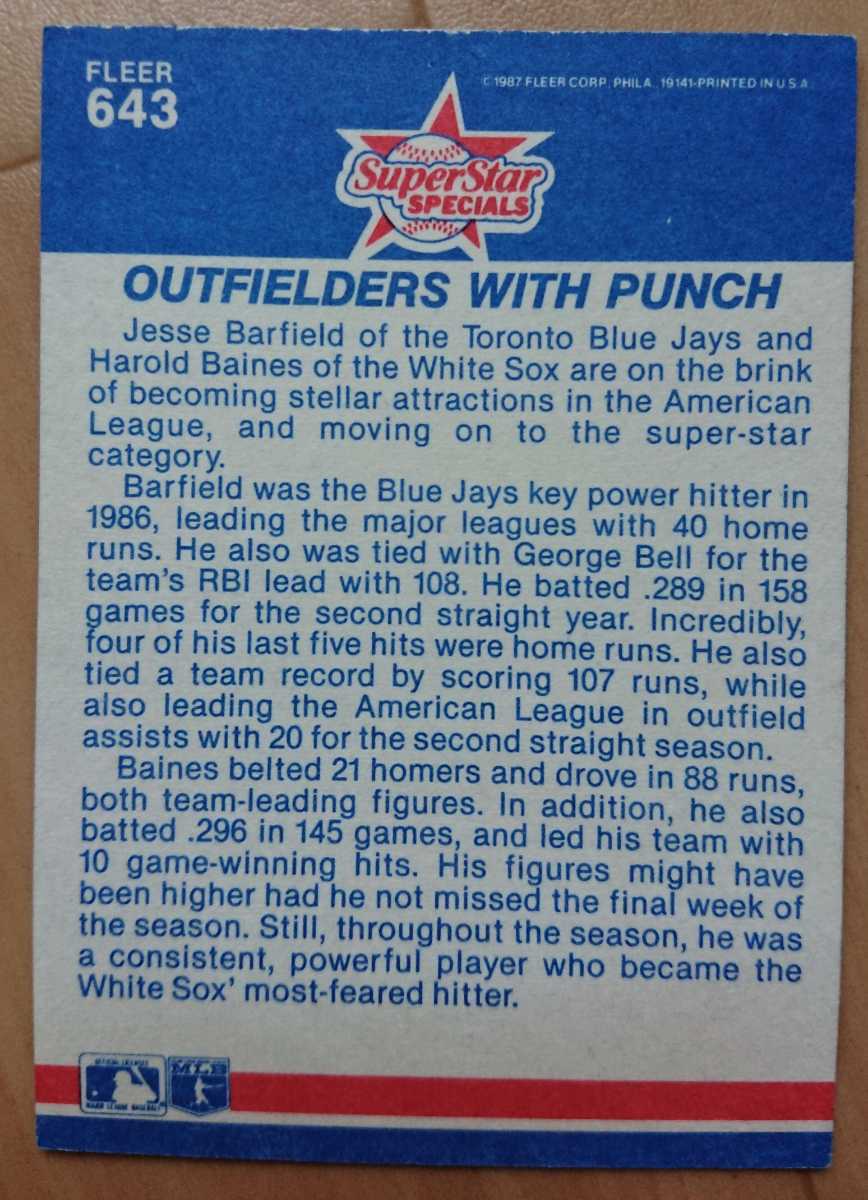 FLEER
643
© 1987 FLEER CORP. PHILA. 19141-PRINTED IN U.S.A.
SuperStar
SPECIALS
OUTFIELDERS WITH PUNCH
Jesse Barfield of the Toronto Blue Jays and
Harold Baines of the White Sox are on the brink
of becoming stellar attractions in the American
League, and moving on to the super-star
category.
Barfield was the Blue Jays key power hitter in
1986, leading the major leagues with 40 home
runs. He also was tied with George Bell for the
team's RBI lead with 108. He batted .289 in 158
games for the second straight year. Incredibly,
four of his last five hits were home runs. He also
tied a team record by scoring 107 runs, while
also leading the American League in outfield
assists with 20 for the second straight season.
Baines belted 21 homers and drove in 88 runs,
both team-leading figures. In addition, he also
batted .296 in 145 games, and led his team with
10 game-winning hits. His figures might have
been higher had he not missed the final week of
the season. Still, throughout the season, he was
a consistent, powerful player who became the
White Sox' most-feared hitter.
MLB
MAJOR LEAGUE BASEBALL